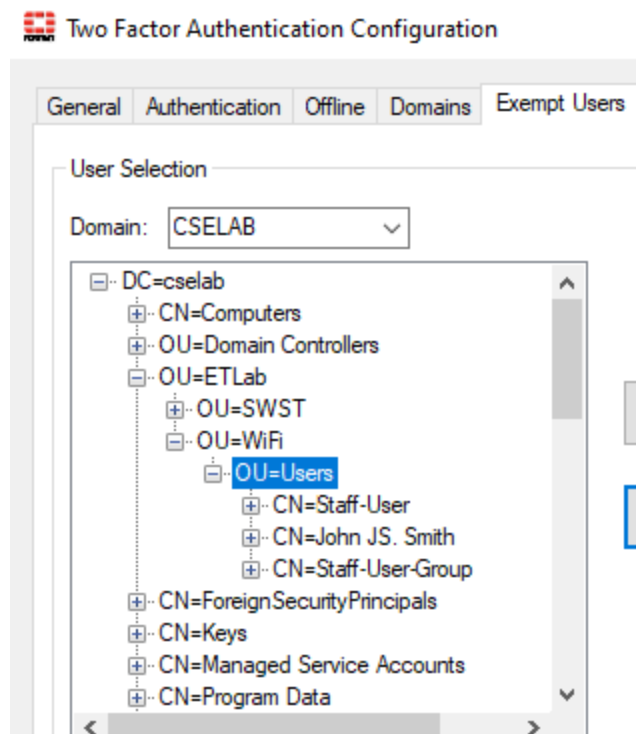 Two Factor Authentication Configuration
General Authentication Offline Domains Exempt Users
User Selection
Domain: CSELAB
DC=cselab
CN=Computers
OU=Domain Controllers
OU=ETLab
OU=SWST
OU=WiFi
OU=Users
CN=Staff-User
CN=John JS. Smith
CN=Staff-User-Group
CN=ForeignSecurityPrincipals
CN=Keys
CN=Managed Service Accounts
CN=Program Data